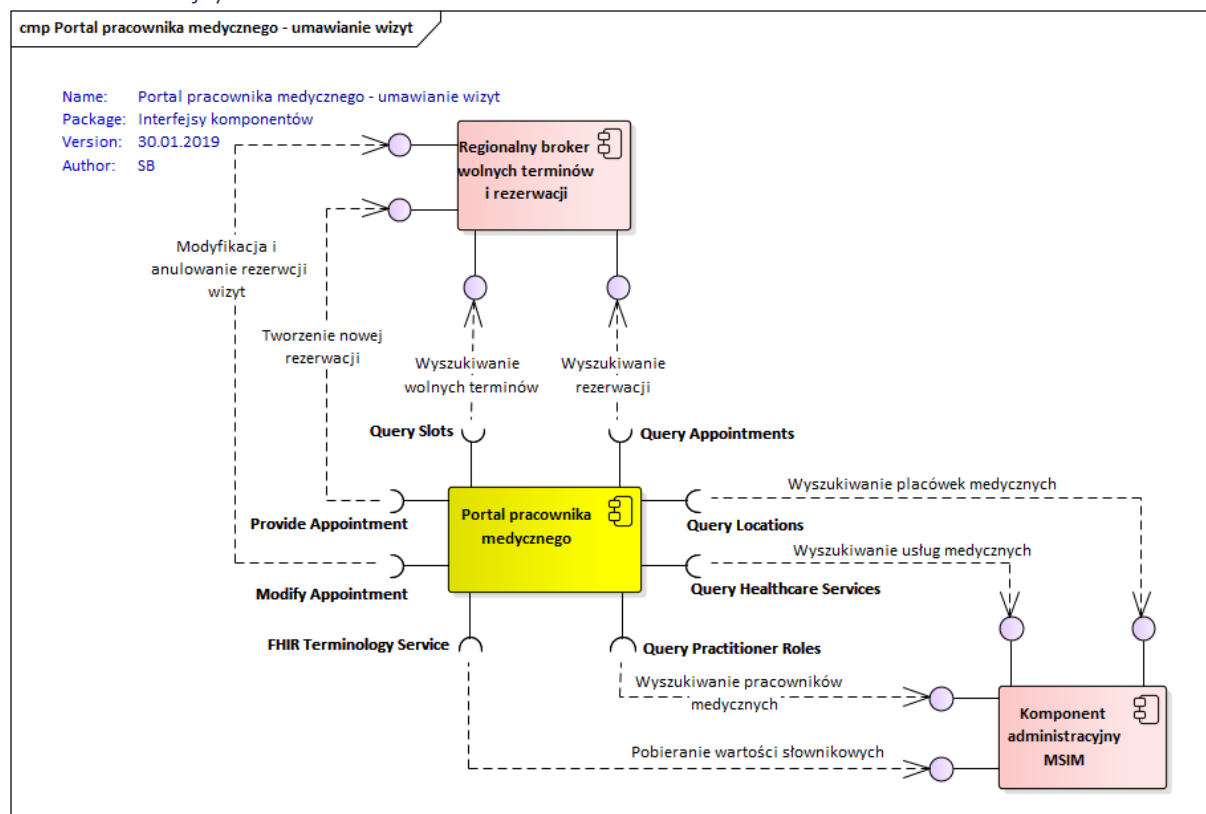 cmp Portal pracownika medycznego - umawianie wizyt
Name: Portal pracownika medycznego - umawianie wizyt
Package: Interfejsy komponentów
Version: 30.01.2019
Author: SB
Regionalny broker
wolnych terminów
i rezerwacji
Modyfikacja i
anulowanie rezerwcji
wizyt
Tworzenie nowej
rezerwacji
Wyszukiwanie
wolnych terminów
Wyszukiwanie
rezerwacji
Query Slots
Query Appointments
Wyszukiwanie placówek medycznych
Portal pracownika
medycznego
Provide Appointment
Query Locations
Wyszukiwanie usług medycznych
Modify Appointment
Query Healthcare Services
FHIR Terminology Service
Query Practitioner Roles
Wyszukiwanie pracowników
medycznych
Komponent
administracyjny
MSIM
Pobieranie wartości słownikowych